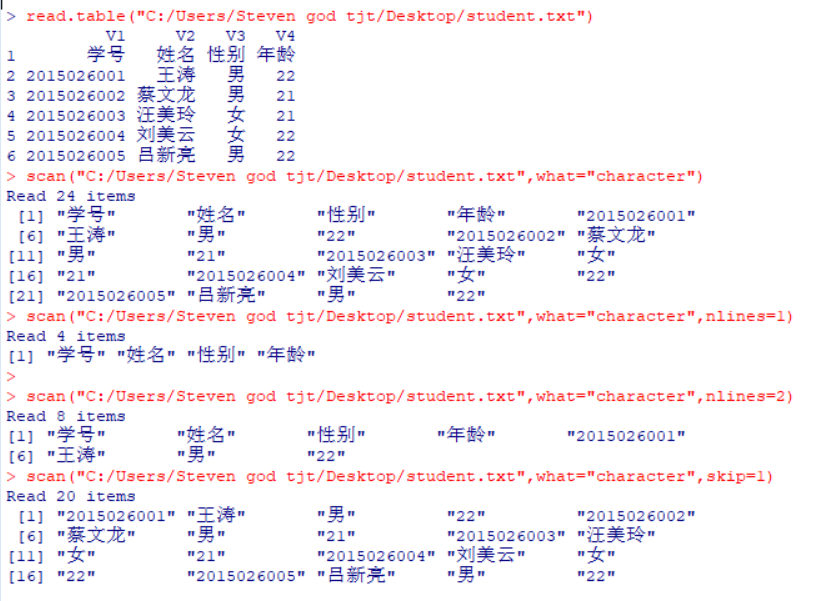 > read.table("C:/Users/Steven god tjt/Desktop/student.txt")
V1 V2 V3 V4
1 学号 姓名 性别 年龄
2 2015026001 王涛 男 22
3 2015026002 蔡文龙 男 21
4 2015026003 汪美玲 女 21
5 2015026004 刘美云 女 22
6 2015026005 吕新亮 男 22
> scan("C:/Users/Steven god tjt/Desktop/student.txt",what="character")
Read 24 items
[1] "学号" "姓名" "性别" "年龄" "2015026001"
[6] "王涛" "男" "22" "2015026002" "蔡文龙"
[11] "男" "21" "2015026003" "汪美玲" "女"
[16] "21" "2015026004" "刘美云" "女" "22"
[21] "2015026005" "吕新亮" "男" "22"
> scan("C:/Users/Steven god tjt/Desktop/student.txt",what="character",nlines=1)
Read 4 items
[1] "学号" "姓名" "性别" "年龄"
>
> scan("C:/Users/Steven god tjt/Desktop/student.txt",what="character",nlines=2)
Read 8 items
[1] "学号" "姓名" "性别" "年龄" "2015026001"
[6] "王涛" "男" "22"
> scan("C:/Users/Steven god tjt/Desktop/student.txt",what="character",skip=1)
Read 20 items
[1] "2015026001" "王涛" "男" "22" "2015026002"
[6] "蔡文龙" "男" "21" "2015026003" "汪美玲"
[11] "女" "21" "2015026004" "刘美云" "女"
[16] "22" "2015026005" "吕新亮" "男" "22"